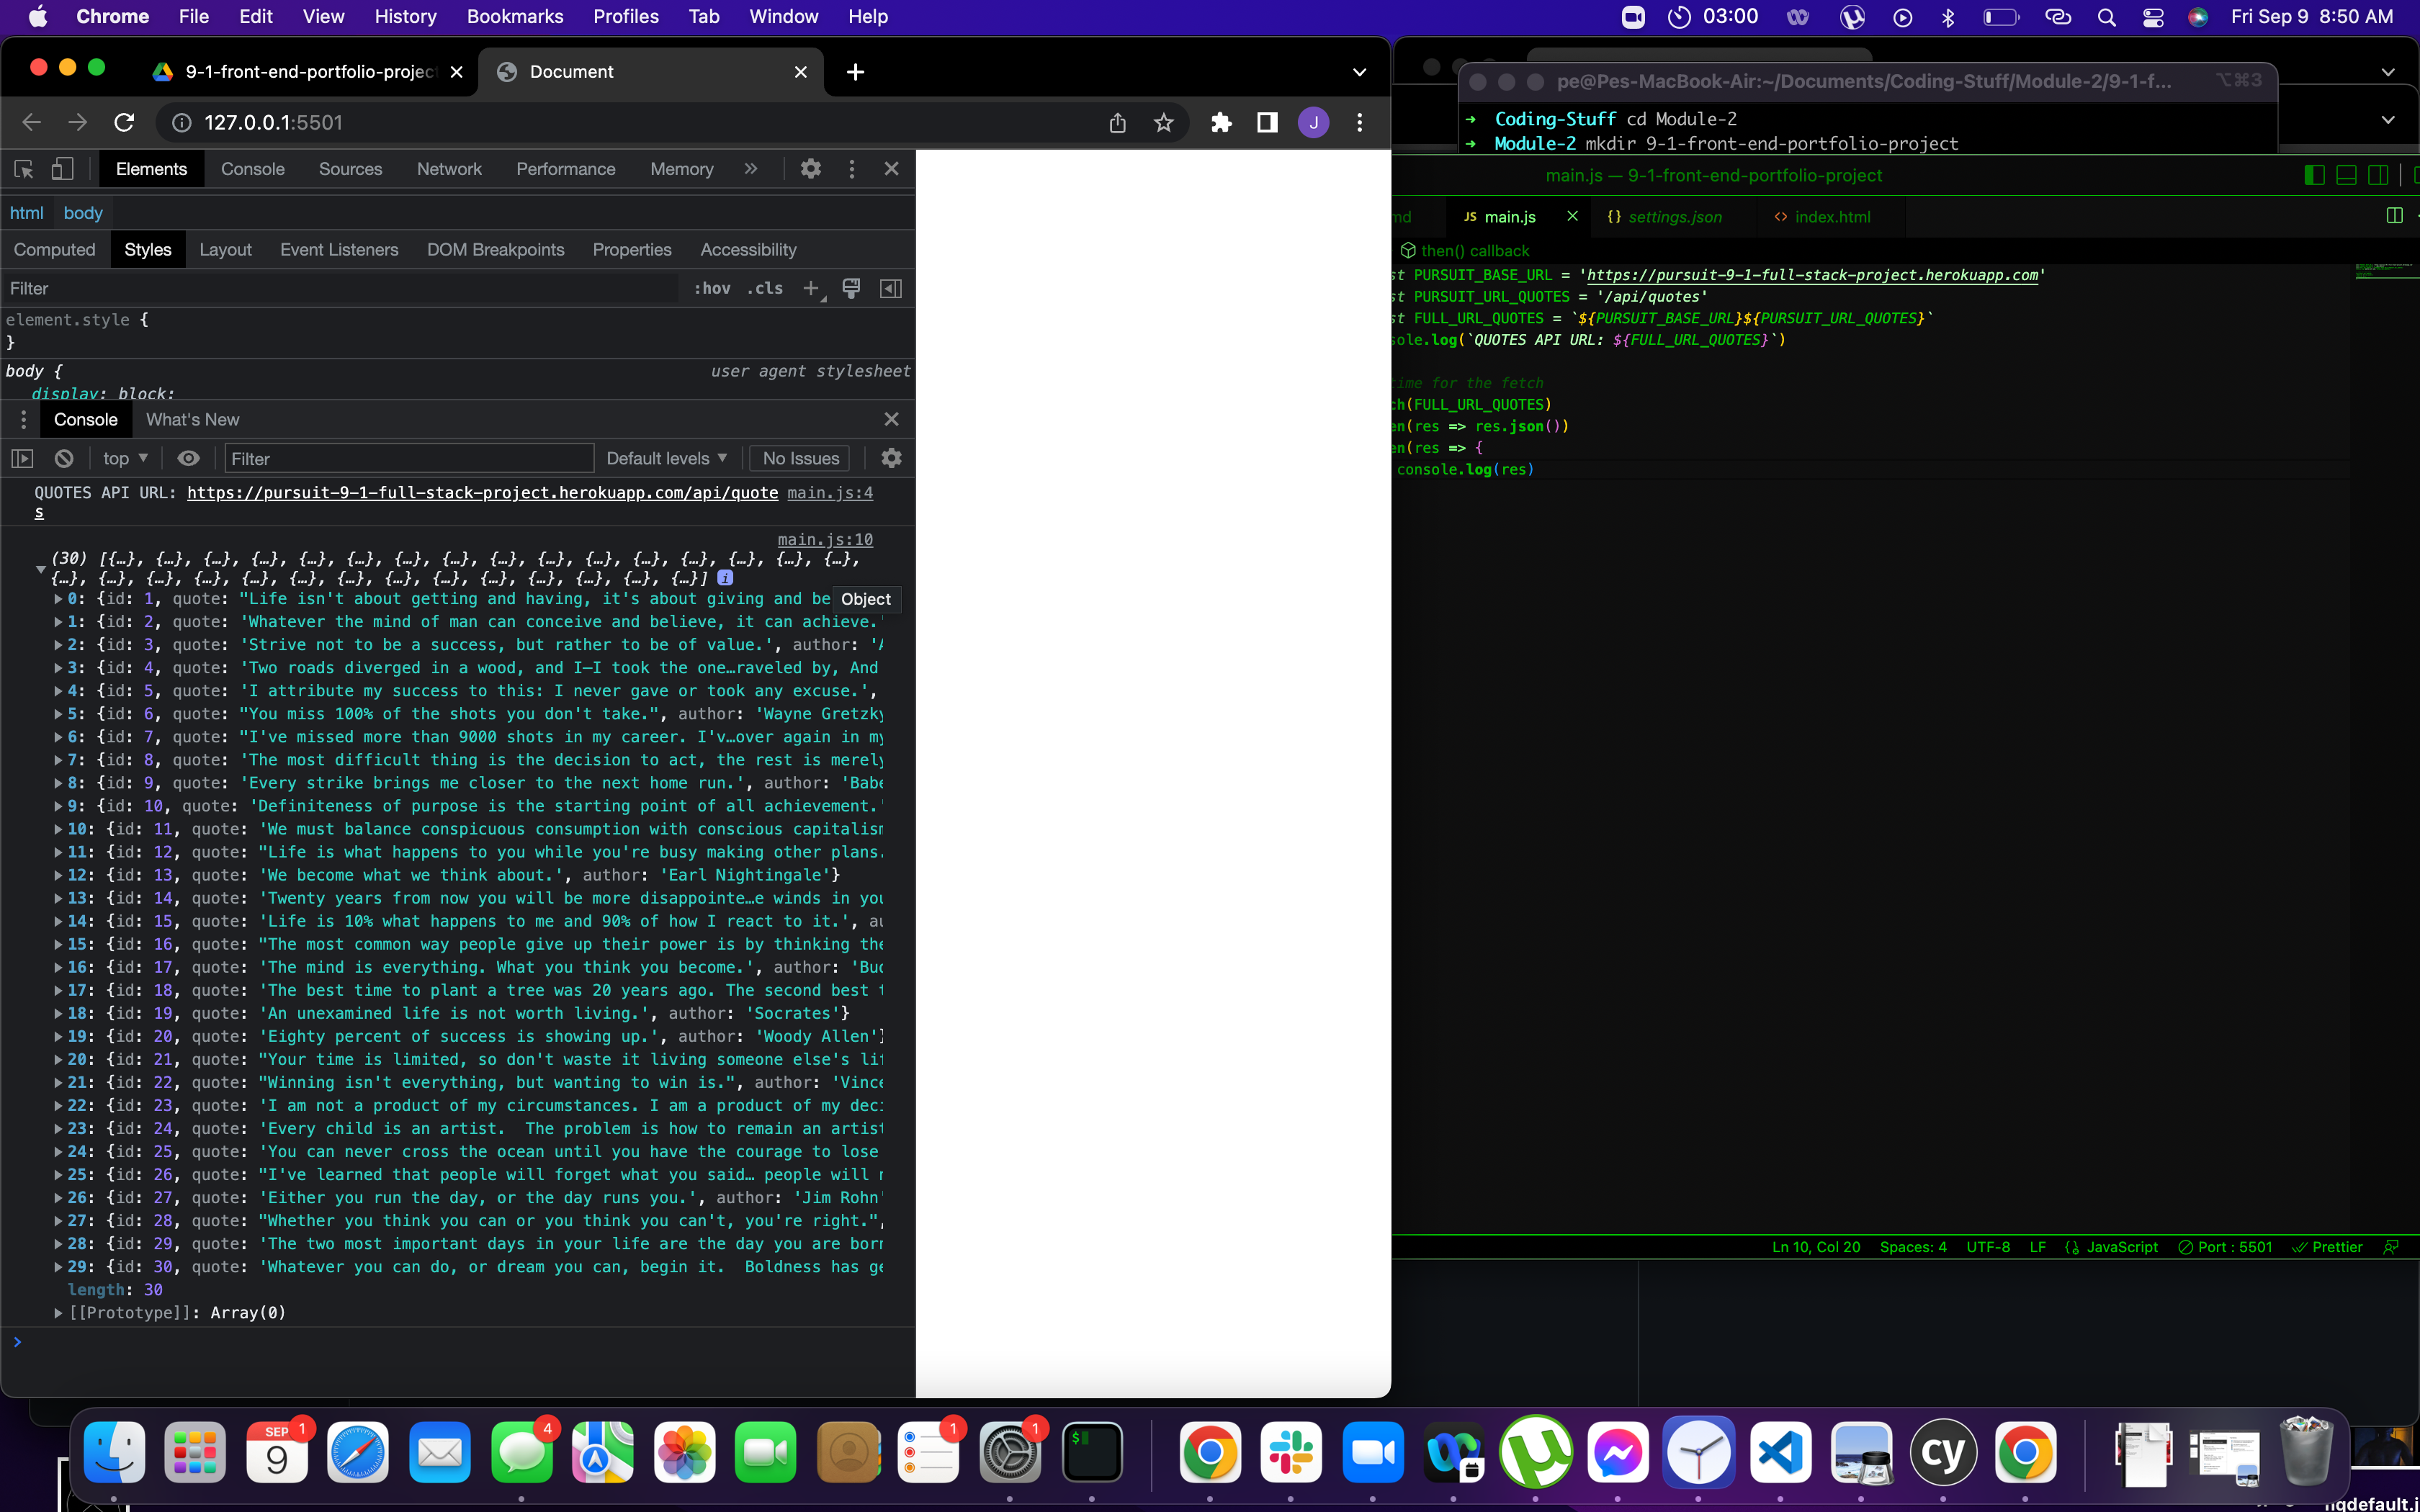 Chrome File Edit View History Bookmarks Profiles Tab Window Help 03:00 Fri Sep 9 8:50 AM
9-1-front-end-portfolio-projec
Document
127.0.0.1:5501
J
Elements Console Sources Network Performance Memory
html body
Computed Styles Layout Event Listeners DOM Breakpoints Properties Accessibility
Filter :hov .cls
element.style {
}
body { user agent stylesheet
display: block;
Console What's New
top Filter Default levels No Issues
QUOTES API URL: https://pursuit-9-1-full-stack-project.herokuapp.com/api/quote main.js:4
s
main.js:10
(30) [{…}, {…}, {…}, {…}, {…}, {…}, {…}, {…}, {…}, {…}, {…}, {…}, {…}, {…}, {…}, {…},
{…}, {…}, {…}, {…}, {…}, {…}, {…}, {…}, {…}, {…}, {…}, {…}, {…}, {…}] i
0: {id: 1, quote: "Life isn't about getting and having, it's about giving and be
Object
1: {id: 2, quote: 'Whatever the mind of man can conceive and believe, it can achieve.'
2: {id: 3, quote: 'Strive not to be a success, but rather to be of value.', author: 'A
3: {id: 4, quote: 'Two roads diverged in a wood, and I—I took the one…raveled by, And
4: {id: 5, quote: 'I attribute my success to this: I never gave or took any excuse.',
5: {id: 6, quote: "You miss 100% of the shots you don't take.", author: 'Wayne Gretzky
6: {id: 7, quote: "I've missed more than 9000 shots in my career. I'v…over again in my
7: {id: 8, quote: 'The most difficult thing is the decision to act, the rest is merely
8: {id: 9, quote: 'Every strike brings me closer to the next home run.', author: 'Babe
9: {id: 10, quote: 'Definiteness of purpose is the starting point of all achievement.'
10: {id: 11, quote: 'We must balance conspicuous consumption with conscious capitalism
11: {id: 12, quote: "Life is what happens to you while you're busy making other plans.
12: {id: 13, quote: 'We become what we think about.', author: 'Earl Nightingale'}
13: {id: 14, quote: 'Twenty years from now you will be more disappointe…e winds in you
14: {id: 15, quote: 'Life is 10% what happens to me and 90% of how I react to it.', au
15: {id: 16, quote: "The most common way people give up their power is by thinking the
16: {id: 17, quote: 'The mind is everything. What you think you become.', author: 'Bud
17: {id: 18, quote: 'The best time to plant a tree was 20 years ago. The second best t
18: {id: 19, quote: 'An unexamined life is not worth living.', author: 'Socrates'}
19: {id: 20, quote: 'Eighty percent of success is showing up.', author: 'Woody Allen'}
20: {id: 21, quote: "Your time is limited, so don't waste it living someone else's lif
21: {id: 22, quote: "Winning isn't everything, but wanting to win is.", author: 'Vince
22: {id: 23, quote: 'I am not a product of my circumstances. I am a product of my deci
23: {id: 24, quote: 'Every child is an artist.  The problem is how to remain an artist
24: {id: 25, quote: 'You can never cross the ocean until you have the courage to lose
25: {id: 26, quote: "I've learned that people will forget what you said… people will
26: {id: 27, quote: 'Either you run the day, or the day runs you.', author: 'Jim Rohn'
27: {id: 28, quote: "Whether you think you can or you think you can't, you're right.",
28: {id: 29, quote: 'The two most important days in your life are the day you are born
29: {id: 30, quote: 'Whatever you can do, or dream you can, begin it.  Boldness has ge
length: 30
[[Prototype]]: Array(0)
pe@Pes-MacBook-Air:~/Documents/Coding-Stuff/Module-2/9-1-f... ⌥⌘3
→ Coding-Stuff cd Module-2
→ Module-2 mkdir 9-1-front-end-portfolio-project
main.js — 9-1-front-end-portfolio-project
md JS main.js {} settings.json <> index.html
then() callback
st PURSUIT_BASE_URL = 'https://pursuit-9-1-full-stack-project.herokuapp.com'
st PURSUIT_URL_QUOTES = '/api/quotes'
st FULL_URL_QUOTES = `${PURSUIT_BASE_URL}${PURSUIT_URL_QUOTES}`
sole.log(`QUOTES API URL: ${FULL_URL_QUOTES}`)
time for the fetch
ch(FULL_URL_QUOTES)
en(res => res.json())
en(res => {
console.log(res)
Ln 10, Col 20 Spaces: 4 UTF-8 LF {} JavaScript Port : 5501 Prettier
SEP 9 1
4
1
1
$
cy
hqdefault.j